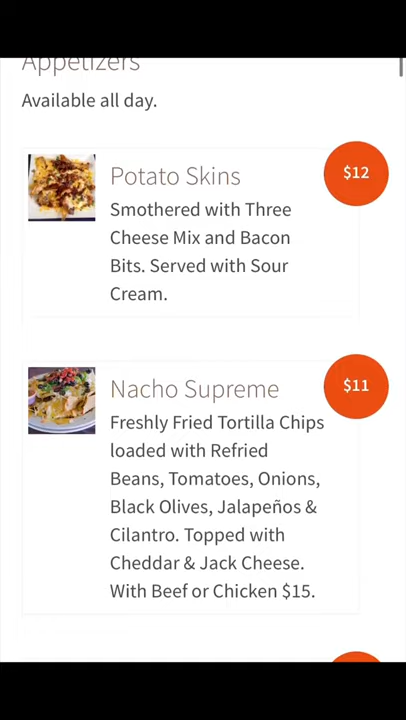 Appetizers
Available all day.
Potato Skins
$12
Smothered with Three
Cheese Mix and Bacon
Bits. Served with Sour
Cream.
Nacho Supreme
$11
Freshly Fried Tortilla Chips
loaded with Refried
Beans, Tomatoes, Onions,
Black Olives, Jalapeños &
Cilantro. Topped with
Cheddar & Jack Cheese.
With Beef or Chicken $15.